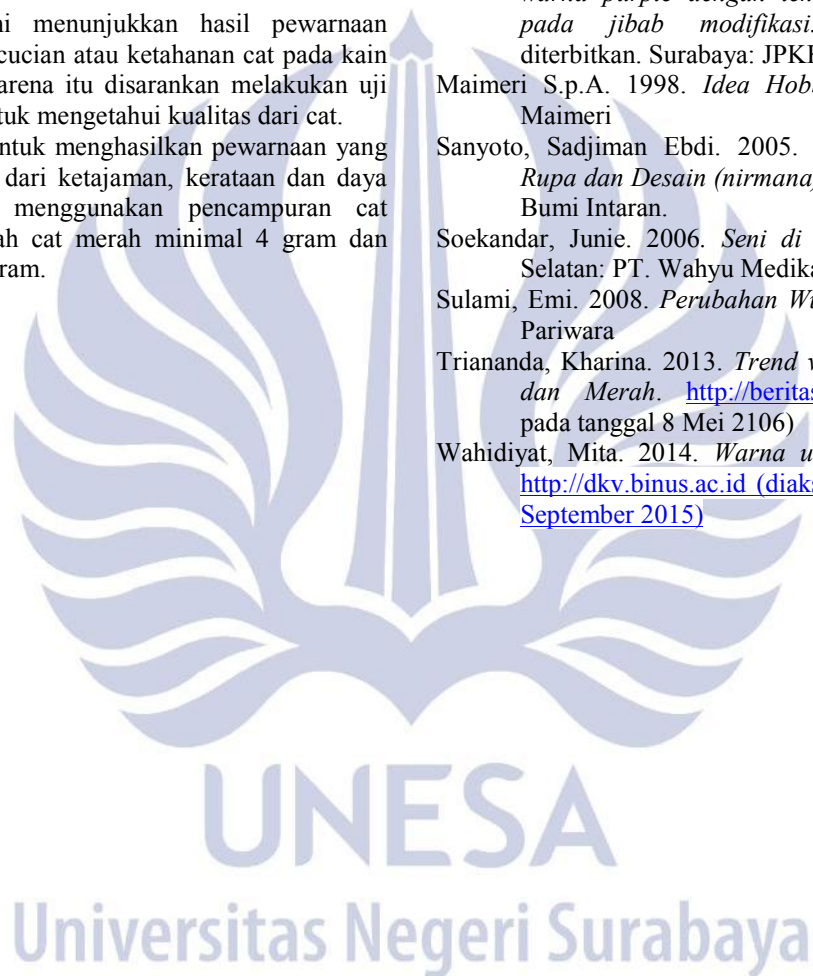 ni menunjukkan hasil pewarnaan
cucian atau ketahanan cat pada kain
arena itu disarankan melakukan uji
tuk mengetahui kualitas dari cat.
ntuk menghasilkan pewarnaan yang
dari ketajaman, kerataan dan daya
menggunakan pencampuran cat
ah cat merah minimal 4 gram dan
ram.
warna purple dengan
pada jibab modifikasi.
diterbitkan. Surabaya:
Maimeri S.p.A. 1998. Idea
Maimeri
Sanyoto, Sadjiman Ebdi. 2005.
Rupa dan Desain (nirmana)
Bumi Intaran.
Soekandar, Junie. 2006. Seni di
Selatan: PT. Wahyu Medika
Sulami, Emi. 2008. Perubahan
Pariwara
Triananda, Kharina. 2013. Trend
dan Merah. http://beritas
pada tanggal 8 Mei 2106)
Wahidiyat, Mita. 2014. Warna
http://dkv.binus.ac.id (diaks
September 2015)
UNESA
Universitas Negeri Surabaya